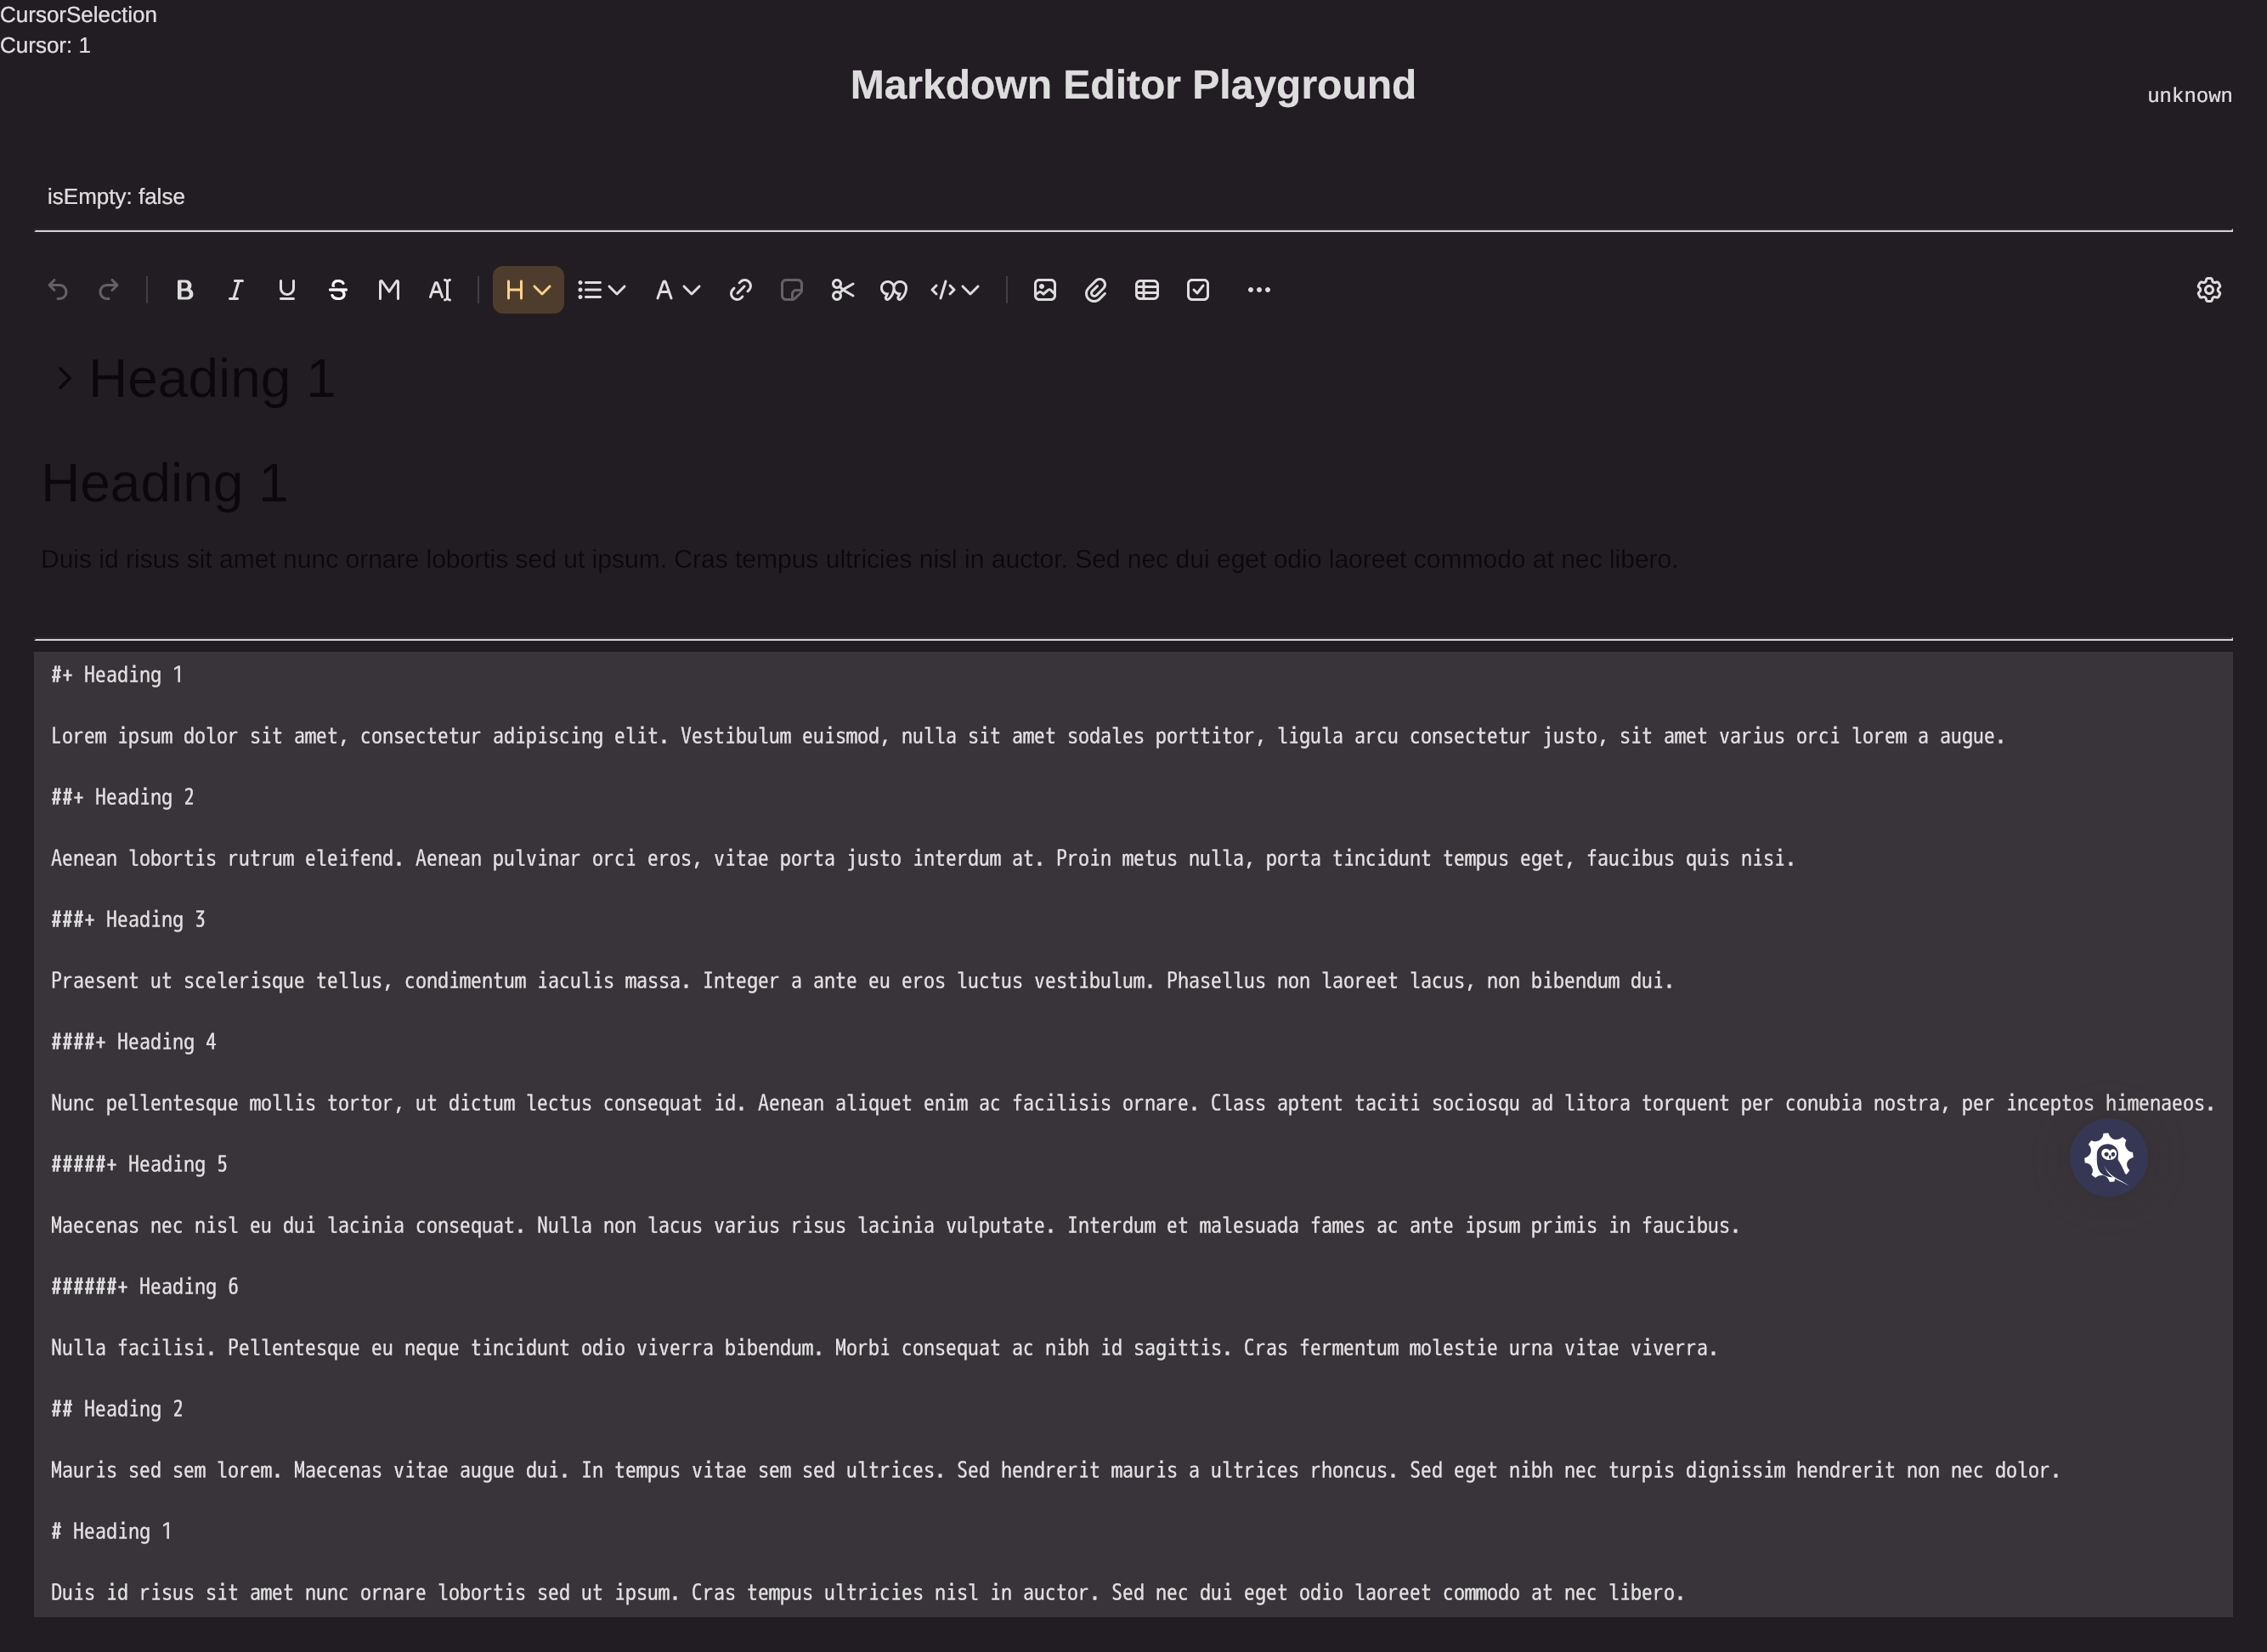 CursorSelection
Cursor: 1
Markdown Editor Playground
unknown
isEmpty: false
Heading 1
Heading 1
Duis id risus sit amet nunc ornare lobortis sed ut ipsum. Cras tempus ultricies nisl in auctor. Sed nec dui eget odio laoreet commodo at nec libero.
#+ Heading 1
Lorem ipsum dolor sit amet, consectetur adipiscing elit. Vestibulum euismod, nulla sit amet sodales porttitor, ligula arcu consectetur justo, sit amet varius orci lorem a augue.
##+ Heading 2
Aenean lobortis rutrum eleifend. Aenean pulvinar orci eros, vitae porta justo interdum at. Proin metus nulla, porta tincidunt tempus eget, faucibus quis nisi.
###+ Heading 3
Praesent ut scelerisque tellus, condimentum iaculis massa. Integer a ante eu eros luctus vestibulum. Phasellus non laoreet lacus, non bibendum dui.
####+ Heading 4
Nunc pellentesque mollis tortor, ut dictum lectus consequat id. Aenean aliquet enim ac facilisis ornare. Class aptent taciti sociosqu ad litora torquent per conubia nostra, per inceptos himenaeos.
#####+ Heading 5
Maecenas nec nisl eu dui lacinia consequat. Nulla non lacus varius risus lacinia vulputate. Interdum et malesuada fames ac ante ipsum primis in faucibus.
######+ Heading 6
Nulla facilisi. Pellentesque eu neque tincidunt odio viverra bibendum. Morbi consequat ac nibh id sagittis. Cras fermentum molestie urna vitae viverra.
## Heading 2
Mauris sed sem lorem. Maecenas vitae augue dui. In tempus vitae sem sed ultrices. Sed hendrerit mauris a ultrices rhoncus. Sed eget nibh nec turpis dignissim hendrerit non nec dolor.
# Heading 1
Duis id risus sit amet nunc ornare lobortis sed ut ipsum. Cras tempus ultricies nisl in auctor. Sed nec dui eget odio laoreet commodo at nec libero.